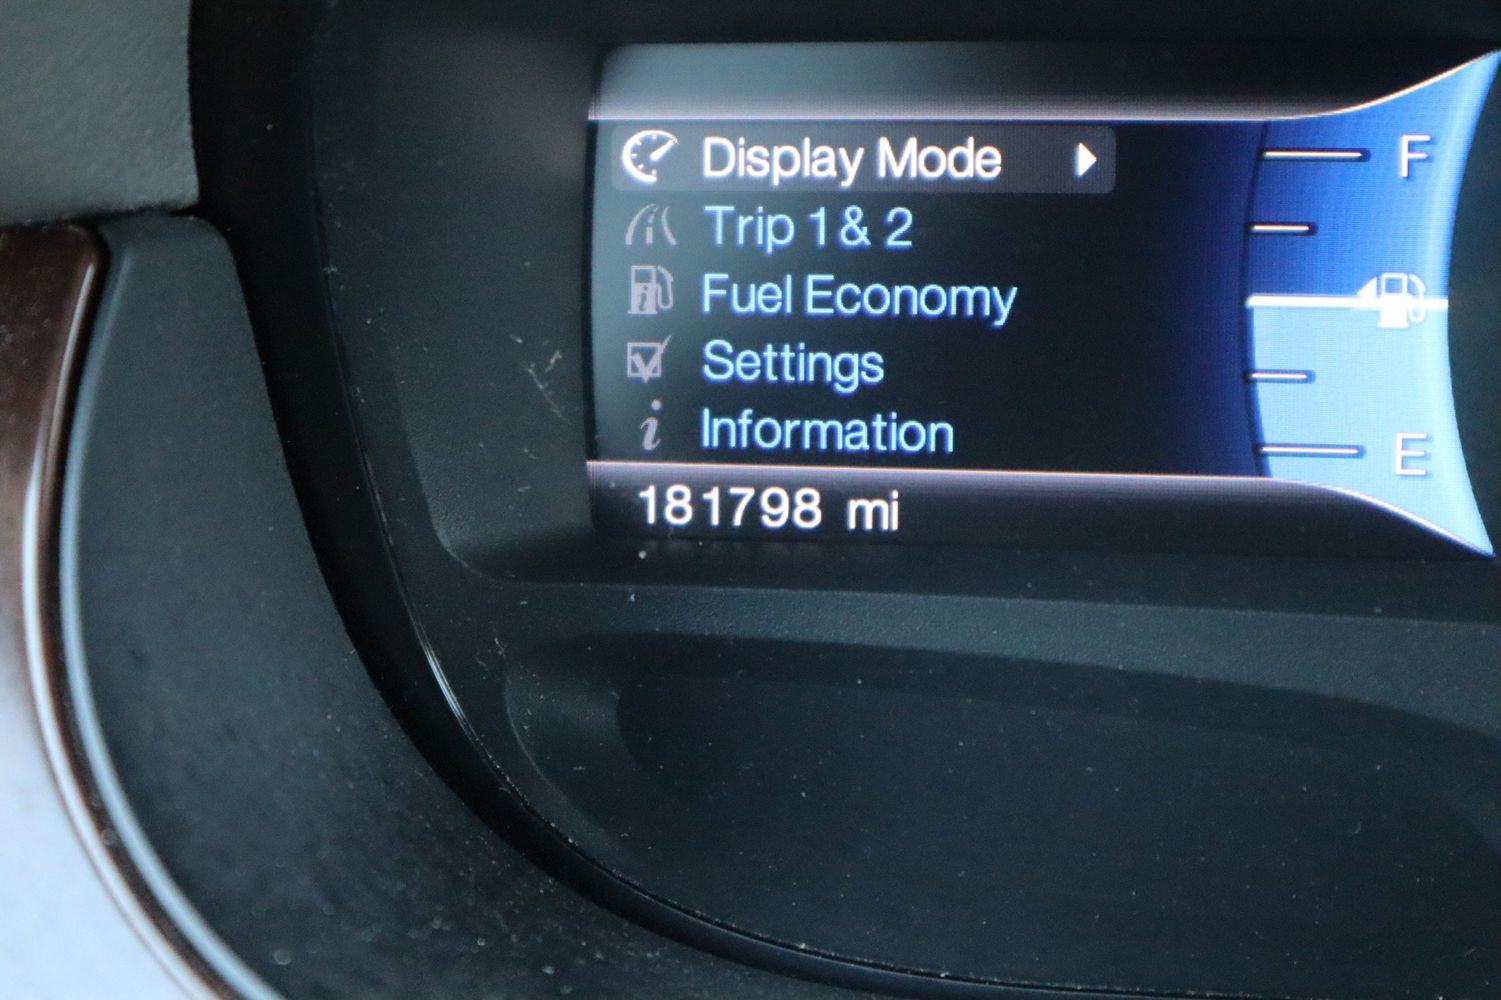 Display Mode
Trip 1 & 2
Fuel Economy
Settings
Information
181798 mi
F
E